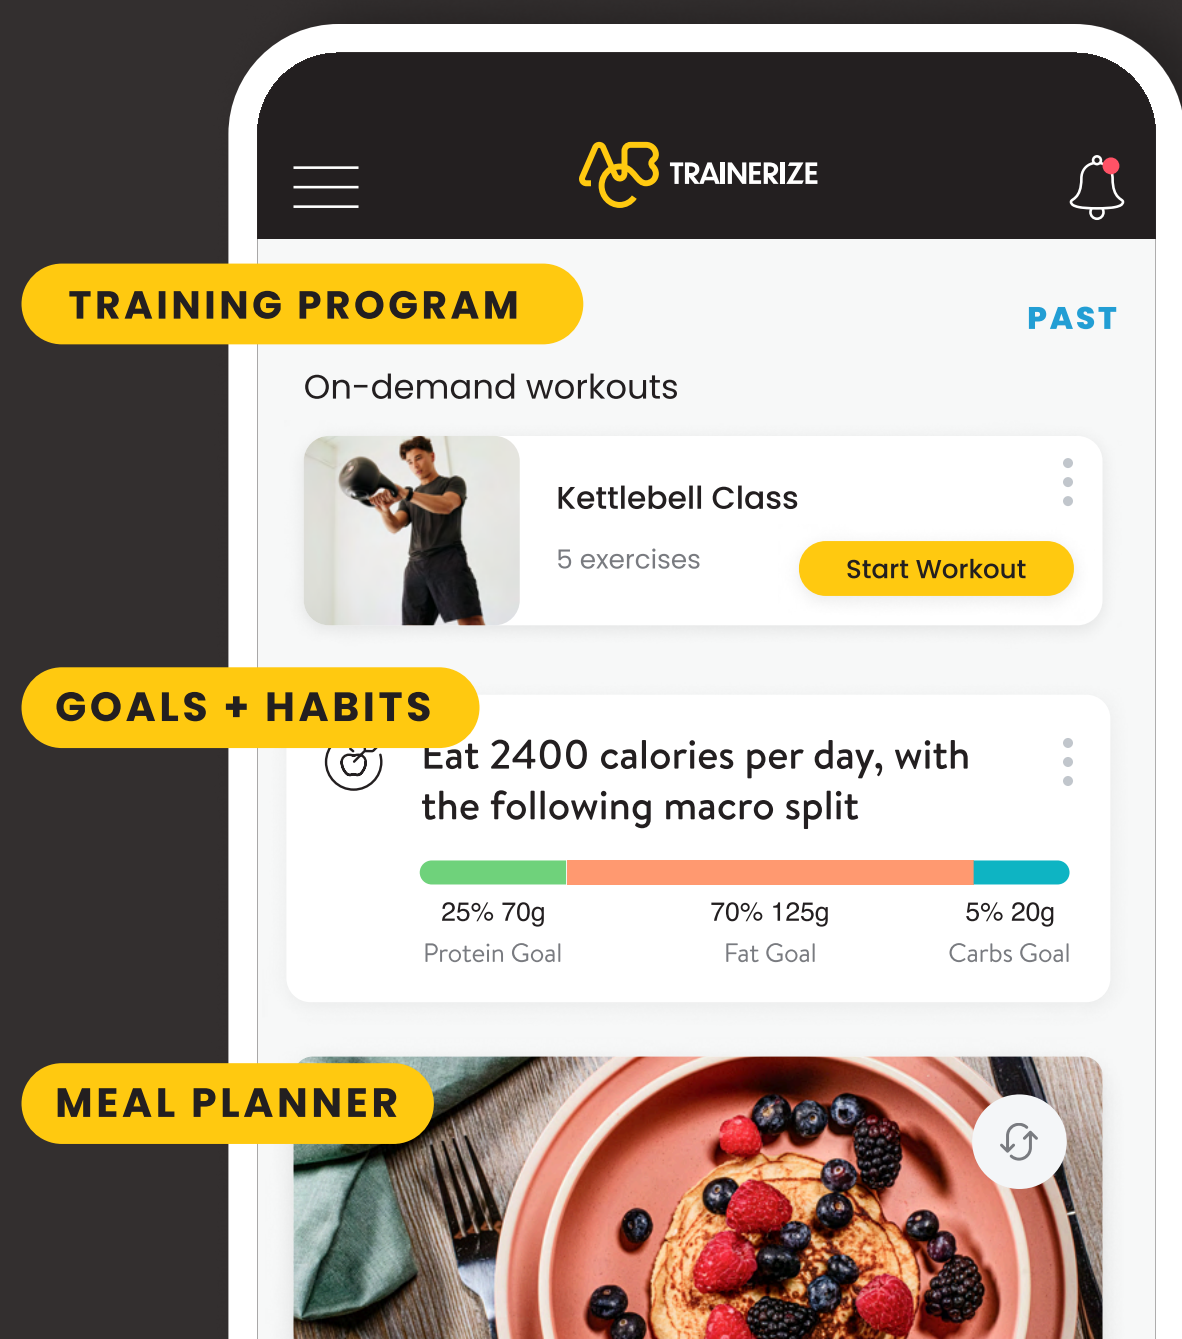 ABC TRAINERIZE
TRAINING PROGRAM
PAST
On-demand workouts
Kettlebell Class
5 exercises
Start Workout
GOALS + HABITS
Eat 2400 calories per day, with
the following macro split
25% 70g
70% 125g
5% 20g
Protein Goal
Fat Goal
Carbs Goal
MEAL PLANNER